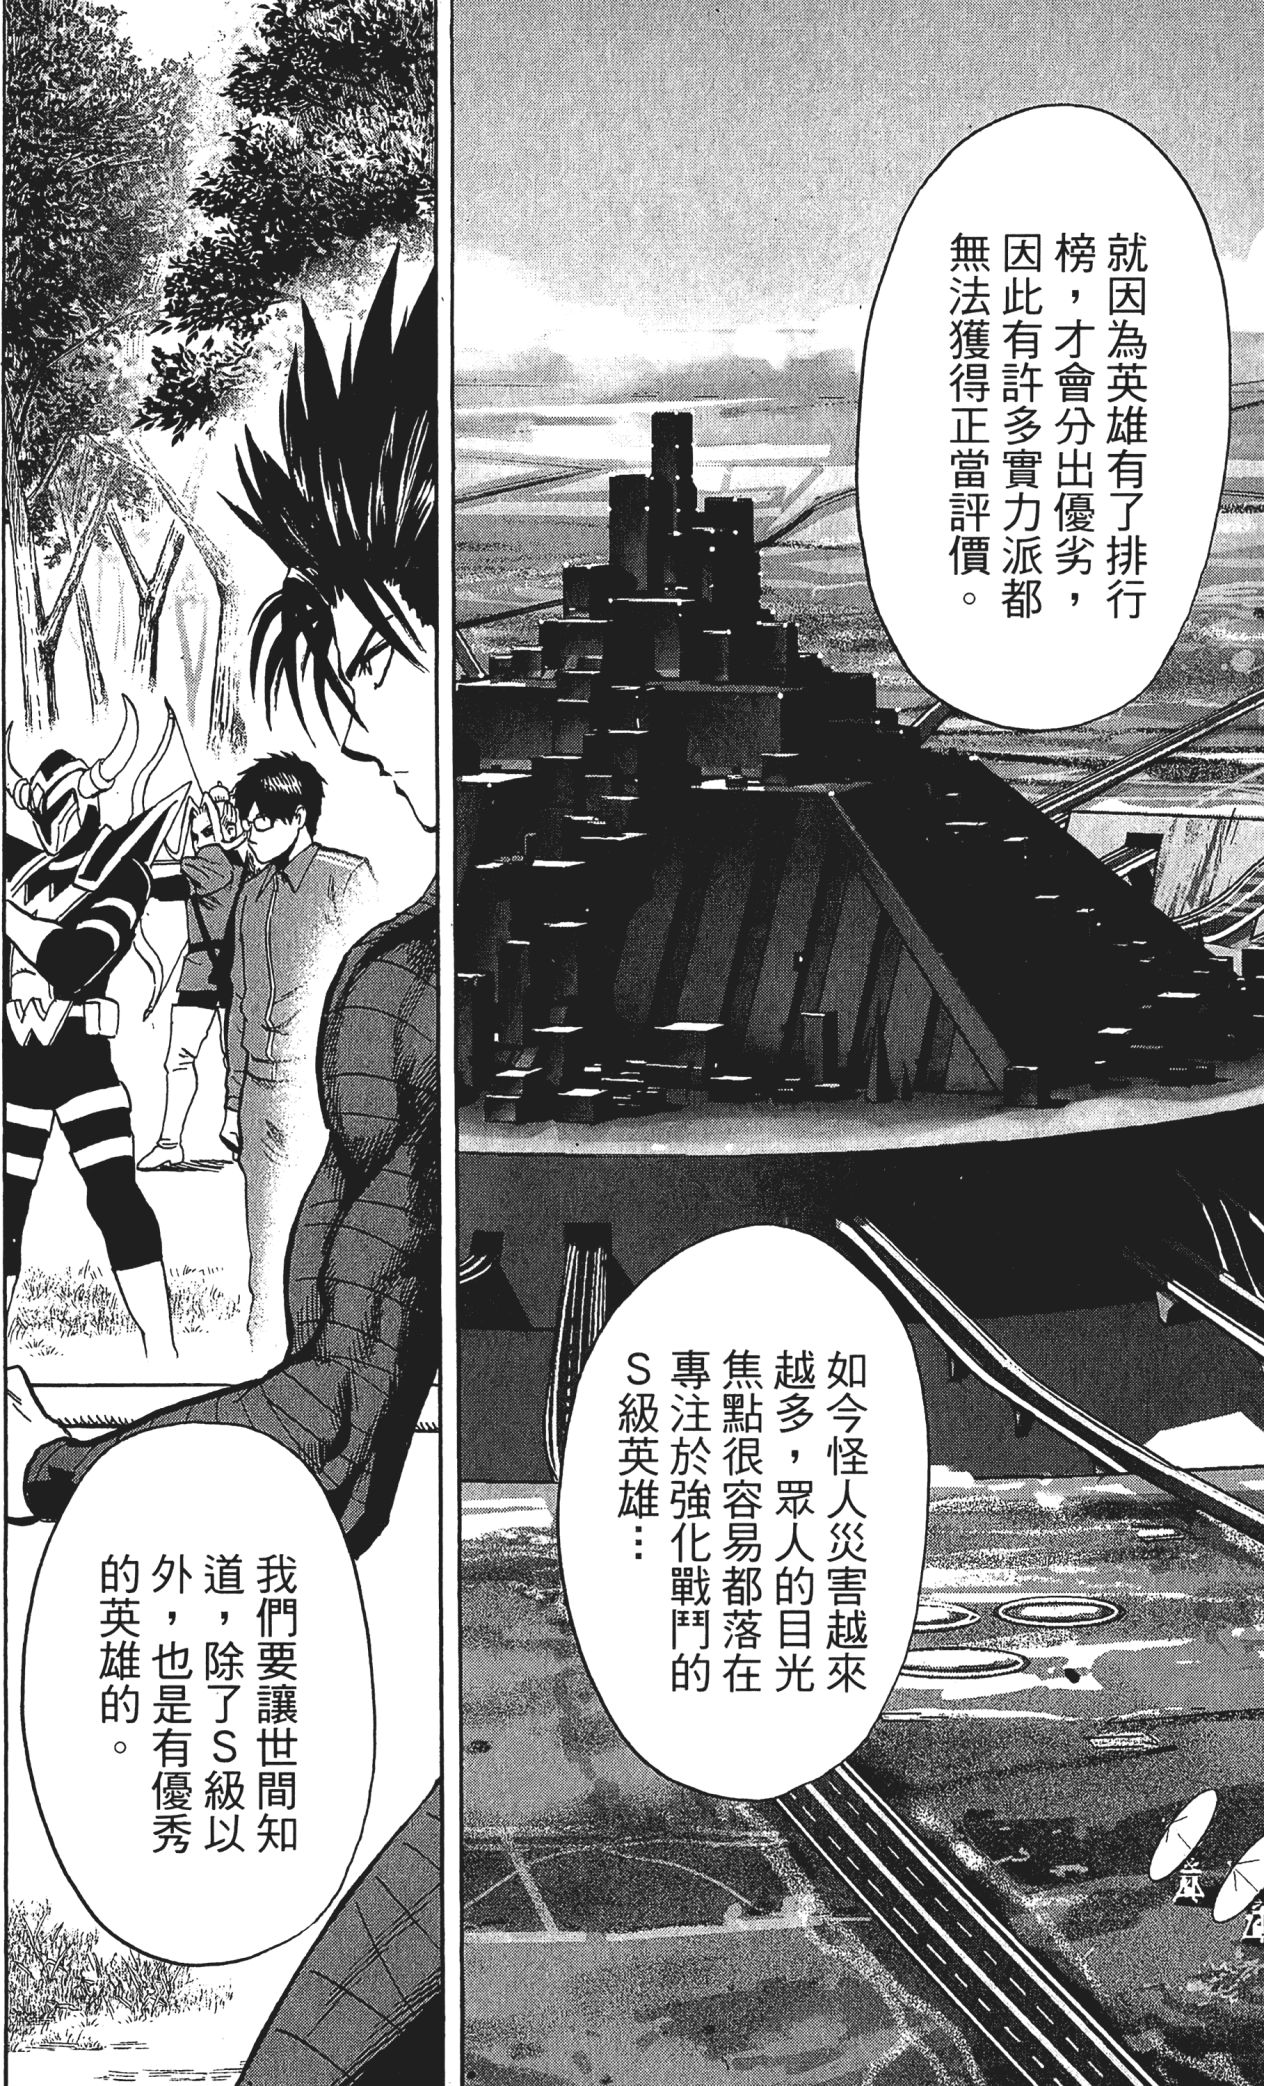 就因為英雄有了排行
榜，才會分出優劣，
因此有許多實力派都
無法獲得正當評價。
如今怪人災害越來
越多，眾人的目光
焦點很容易都落在
專注於強化戰鬥的
S級英雄…
我們要讓世間知
道，除了S級以
外，也是有優秀
的英雄的。
W